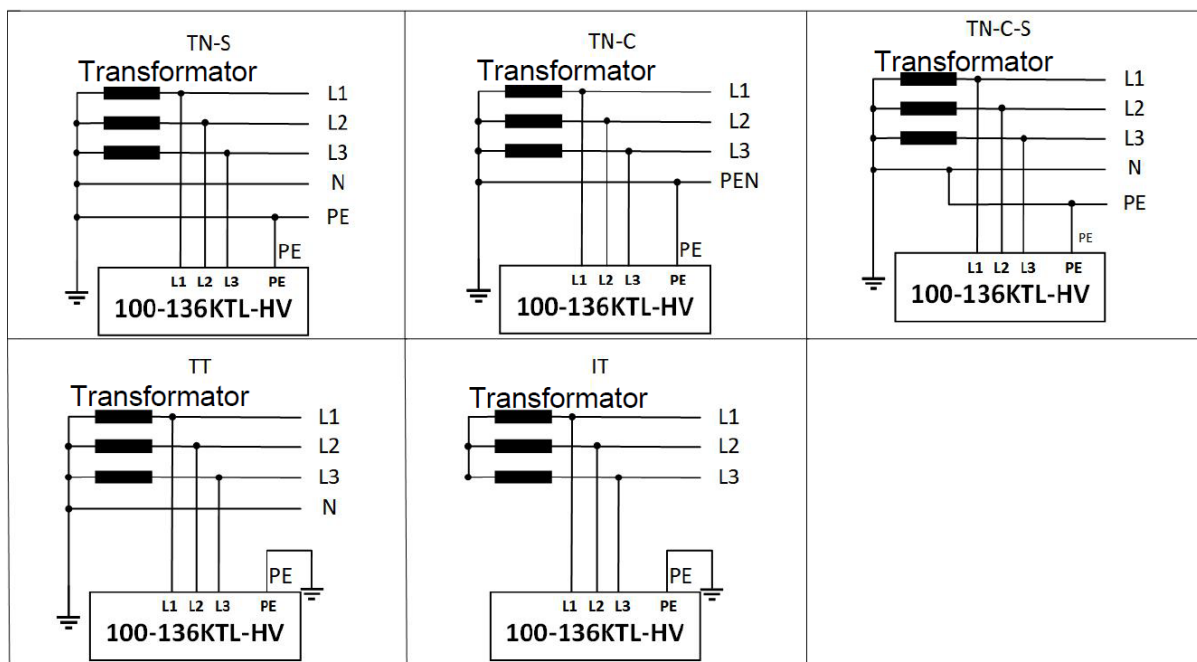 TN-S
Transformator
L1
L2
L3
N
PE
PE
L1 L2 L3 PE
100-136KTL-HV
TN-C
Transformator
L1
L2
L3
PEN
PE
L1 L2 L3 PE
100-136KTL-HV
TN-C-S
Transformator
L1
L2
L3
N
PE
PE
L1 L2 L3 PE
100-136KTL-HV
TT
Transformator
L1
L2
L3
N
PE
L1 L2 L3 PE
100-136KTL-HV
IT
Transformator
L1
L2
L3
PE
L1 L2 L3 PE
100-136KTL-HV